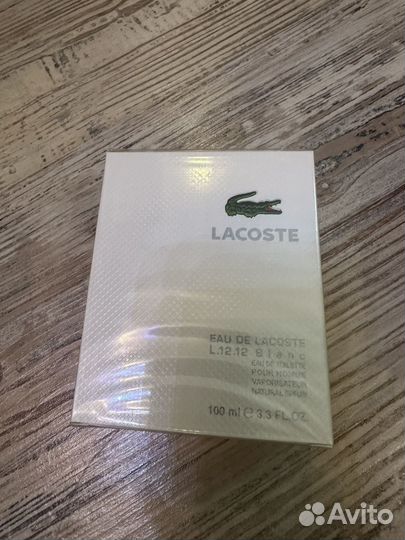 LACOSTE
EAU DE LACOSTE
L.12.12 Blanc
EAU DE TOILETTE
POUR HOMME
VAPORISATEUR
NATURAL SPRAY
100 ml ℮ 3.3 FL.OZ.
Avito